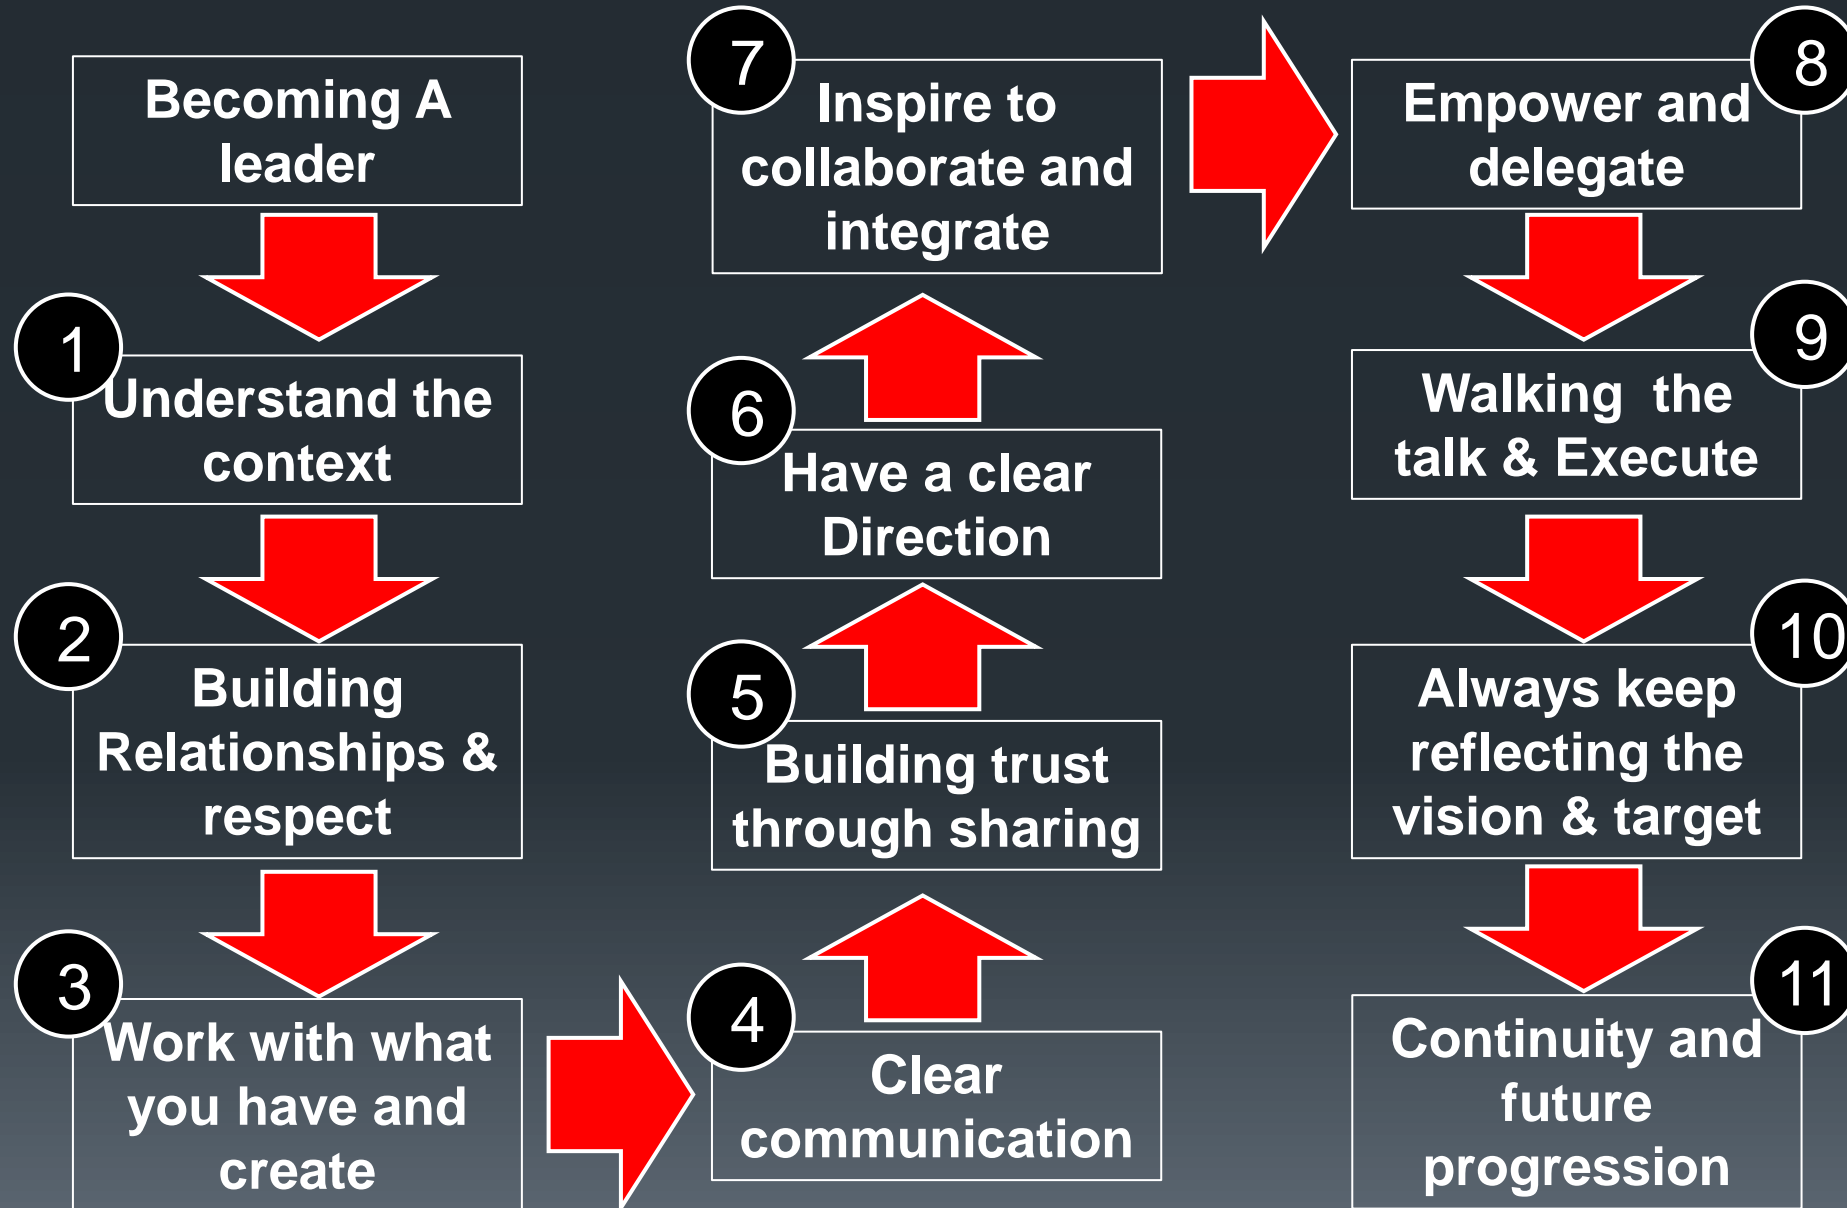 Becoming A
leader
1
Understand the
context
2
Building
Relationships &
respect
3
Work with what
you have and
create
4
Clear
communication
5
Building trust
through sharing
6
Have a clear
Direction
7
Inspire to
collaborate and
integrate
8
Empower and
delegate
9
Walking  the
talk & Execute
10
Always keep
reflecting the
vision & target
11
Continuity and
future
progression